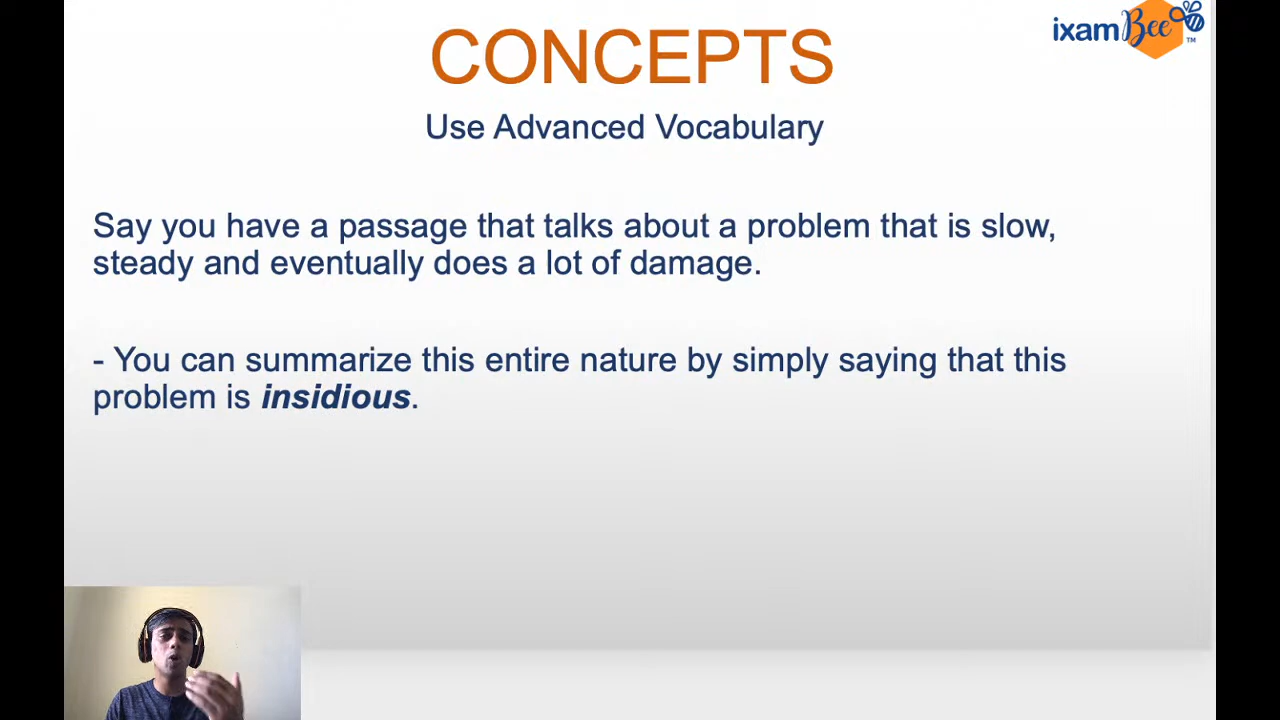 CONCEPTS
ixamBee™
Use Advanced Vocabulary
Say you have a passage that talks about a problem that is slow,
steady and eventually does a lot of damage.
- You can summarize this entire nature by simply saying that this
problem is insidious.